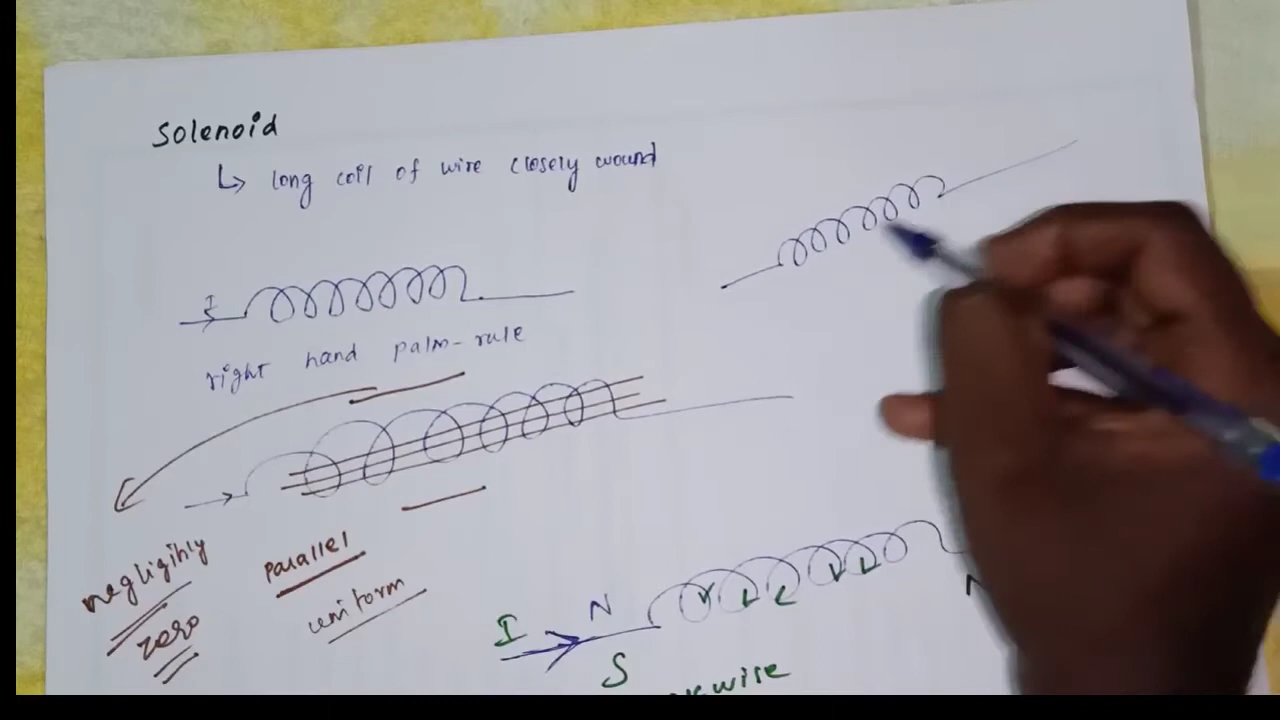 Solenoid
↳ long coil of wire closely wound
I
right hand palm-rule
negligibly
zero
Parallel
uniform
I
N
S
N